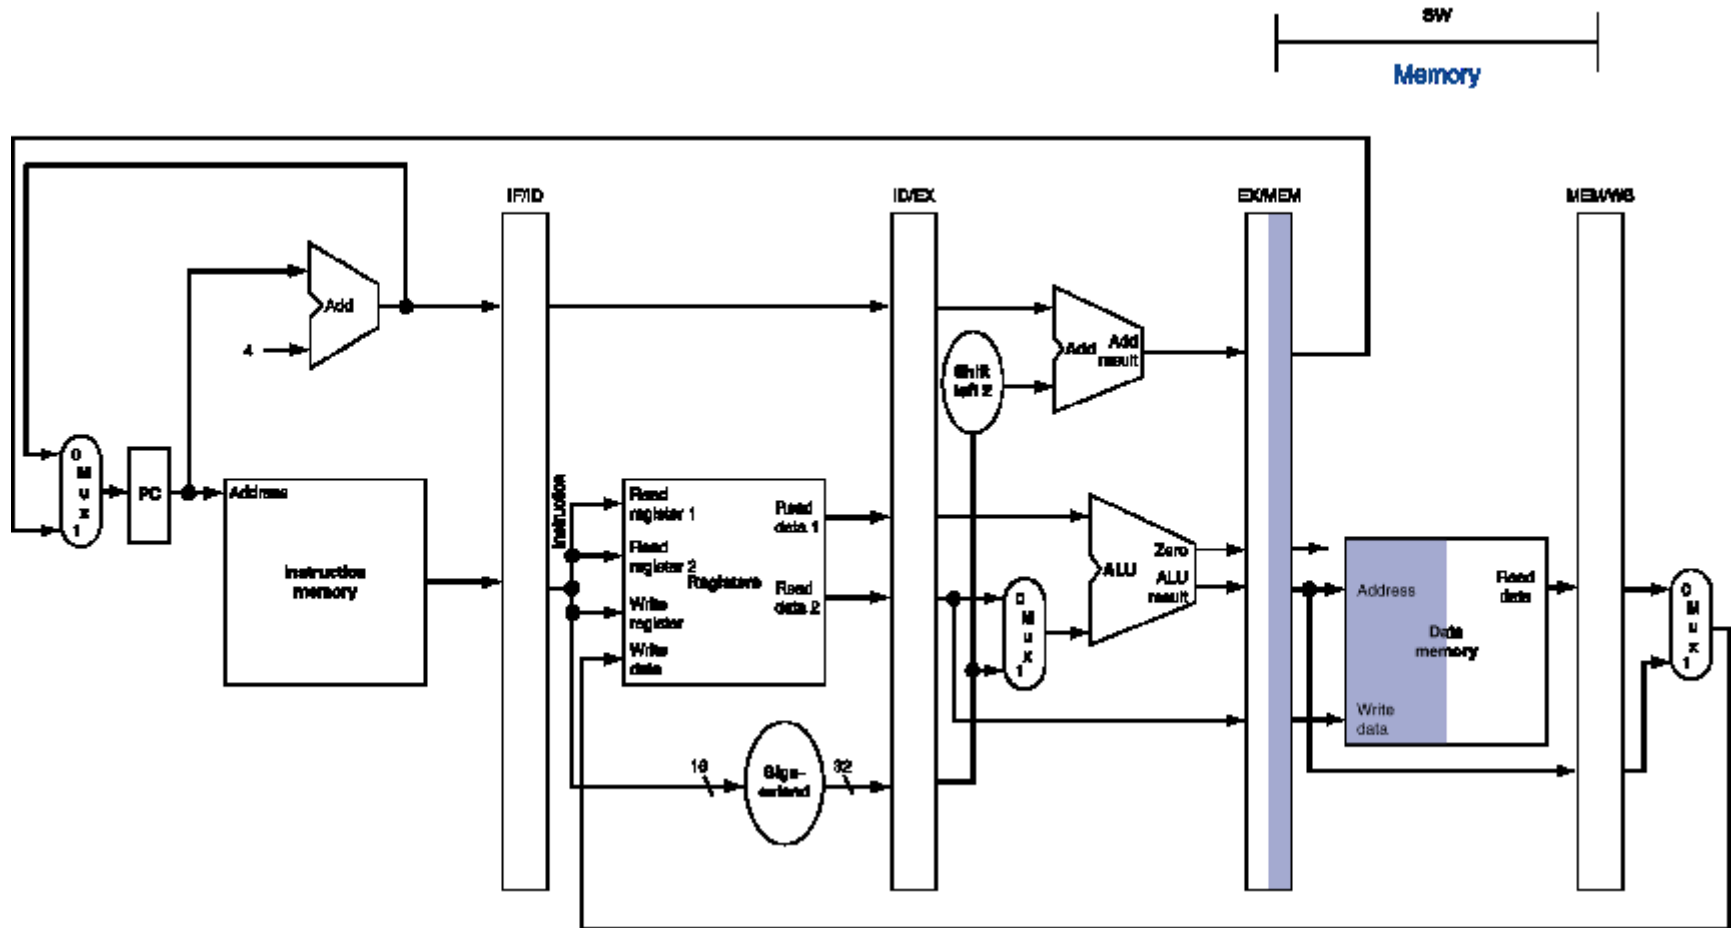 SW
Memory
IF/ID
ID/EX
EX/MEM
MEM/WB
Add
4
Add
Add
result
Shift
left 2
0
M
u
x
1
PC
Address
Instruction
memory
Instruction
Read
register 1
Read
register 2
Registers
Write
register
Write
data
Read
data 1
Read
data 2
16
Sign-
extend
32
0
M
u
x
1
Zero
ALU
ALU
result
Address
Read
data
Data
memory
Write
data
0
M
u
x
1